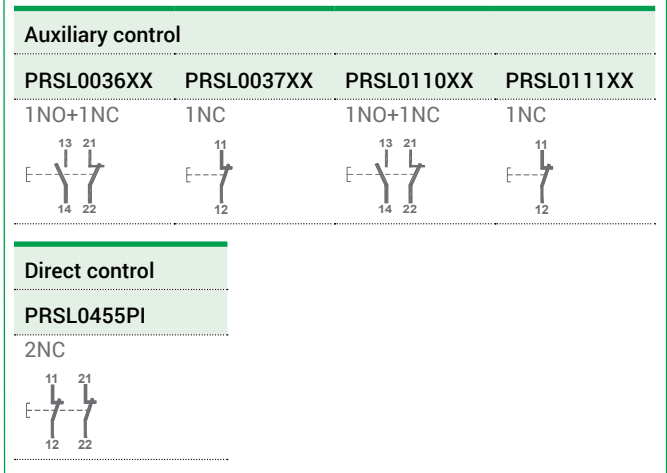 Auxiliary control
PRSL0036XX PRSL0037XX PRSL0110XX PRSL0111XX
1NO+1NC 1NC 1NO+1NC 1NC
13 21 11 13 21 11
14 22 12 14 22 12
Direct control
PRSL0455PI
2NC
11 21
12 22